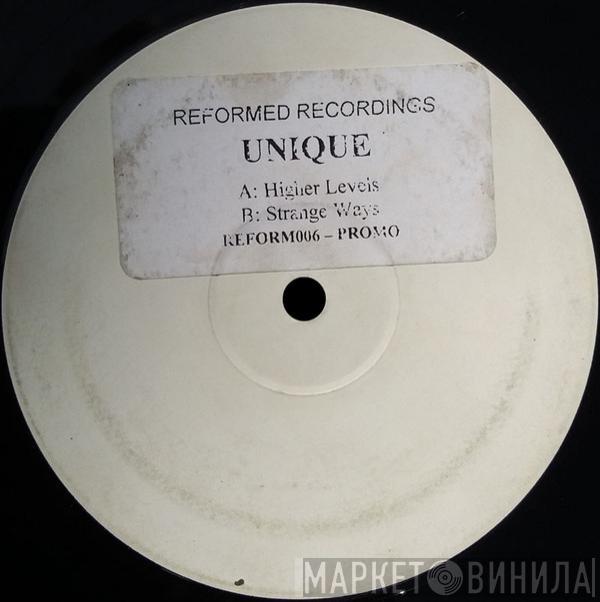 REFORMED RECORDINGS
UNIQUE
A: Higher Levels
B: Strange Ways
REFORM006 – PROMO
МАРКЕТ ВИНИЛА